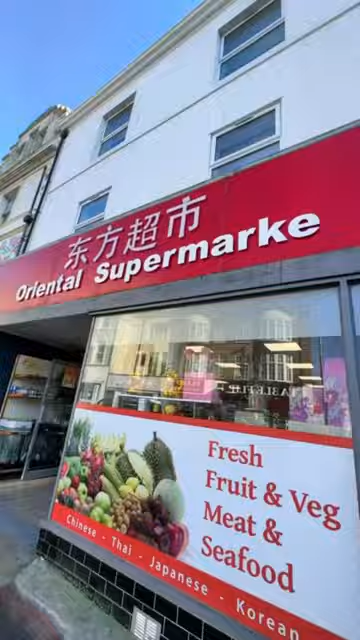 东方超市
Oriental Supermarke
Fresh
Fruit & Veg
Meat &
Seafood
Chinese - Thai - Japanese - Korean